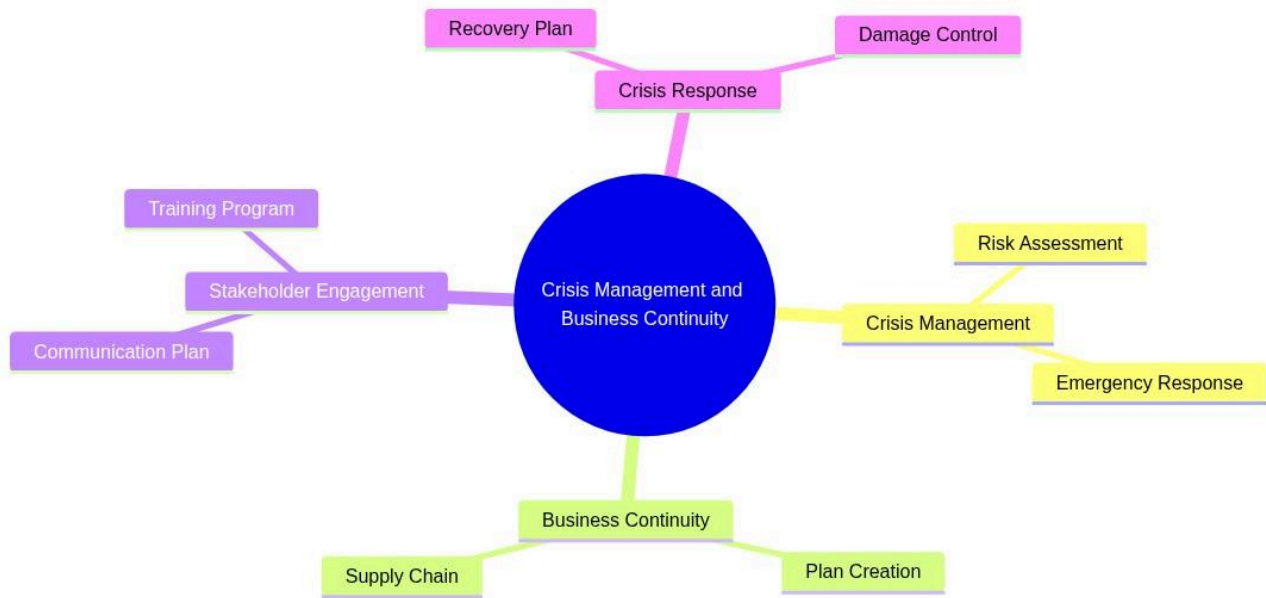 Recovery Plan
Damage Control
Crisis Response
Training Program
Stakeholder Engagement
Communication Plan
Crisis Management and
Business Continuity
Risk Assessment
Crisis Management
Emergency Response
Business Continuity
Supply Chain
Plan Creation